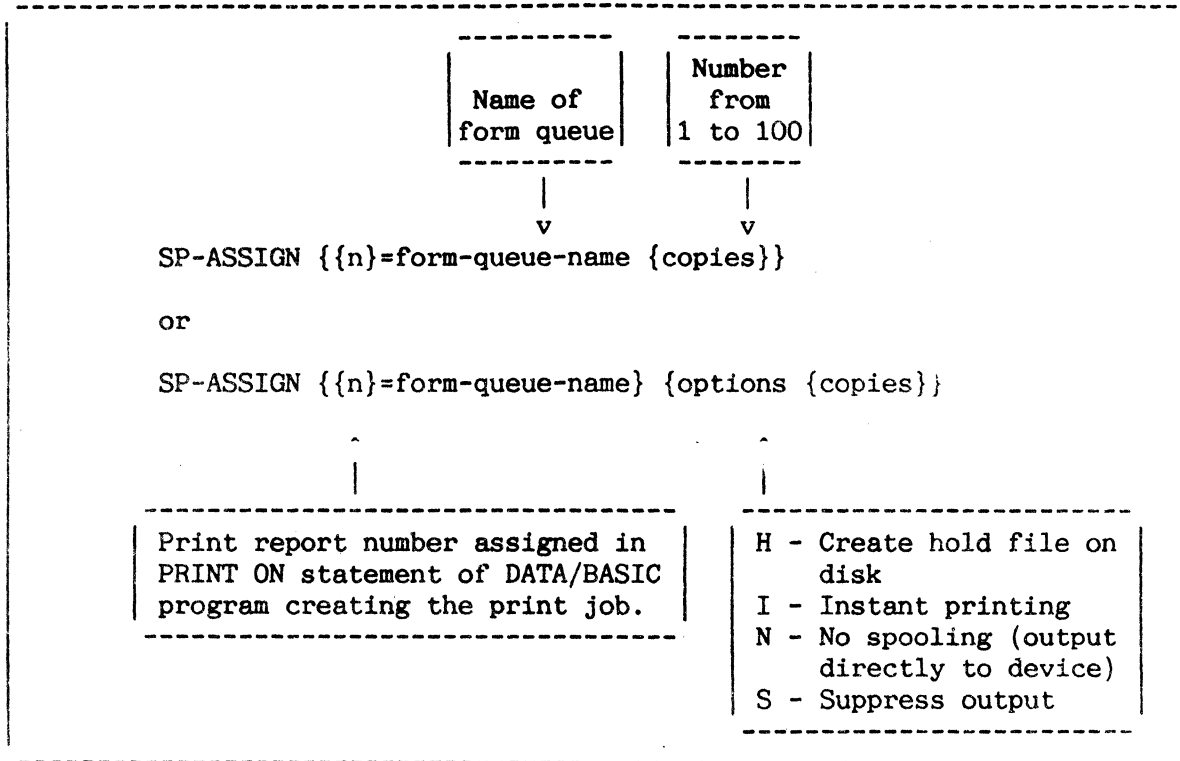 Name of
form queue
Number
from
1 to 100
SP-ASSIGN {{n}=form-queue-name {copies}}
or
SP-ASSIGN {{n}=form-queue-name} {options {copies}}
Print report number assigned in
PRINT ON statement of DATA/BASIC
program creating the print job.
H - Create hold file on
disk
I - Instant printing
N - No spooling (output
directly to device)
S - Suppress output